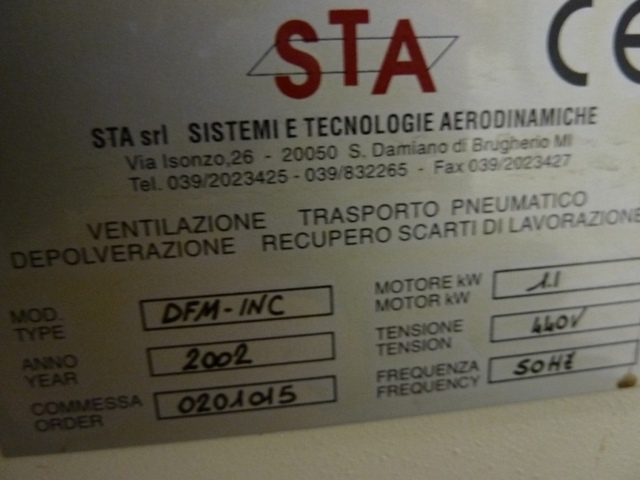 STA
CE
STA srl SISTEMI E TECNOLOGIE AERODINAMICHE
Via Isonzo,26 - 20050 S. Damiano di Brugherio MI
Tel. 039/2023425 - 039/832265 - Fax 039/2023427
VENTILAZIONE TRASPORTO PNEUMATICO
DEPOLVERAZIONE RECUPERO SCARTI DI LAVORAZIONE
MOD. TYPE DFM-INC
ANNO YEAR 2002
COMMESSA ORDER 0201015
MOTORE kW MOTOR kW 1.1
TENSIONE TENSION 440V
FREQUENZA FREQUENCY 50HZ